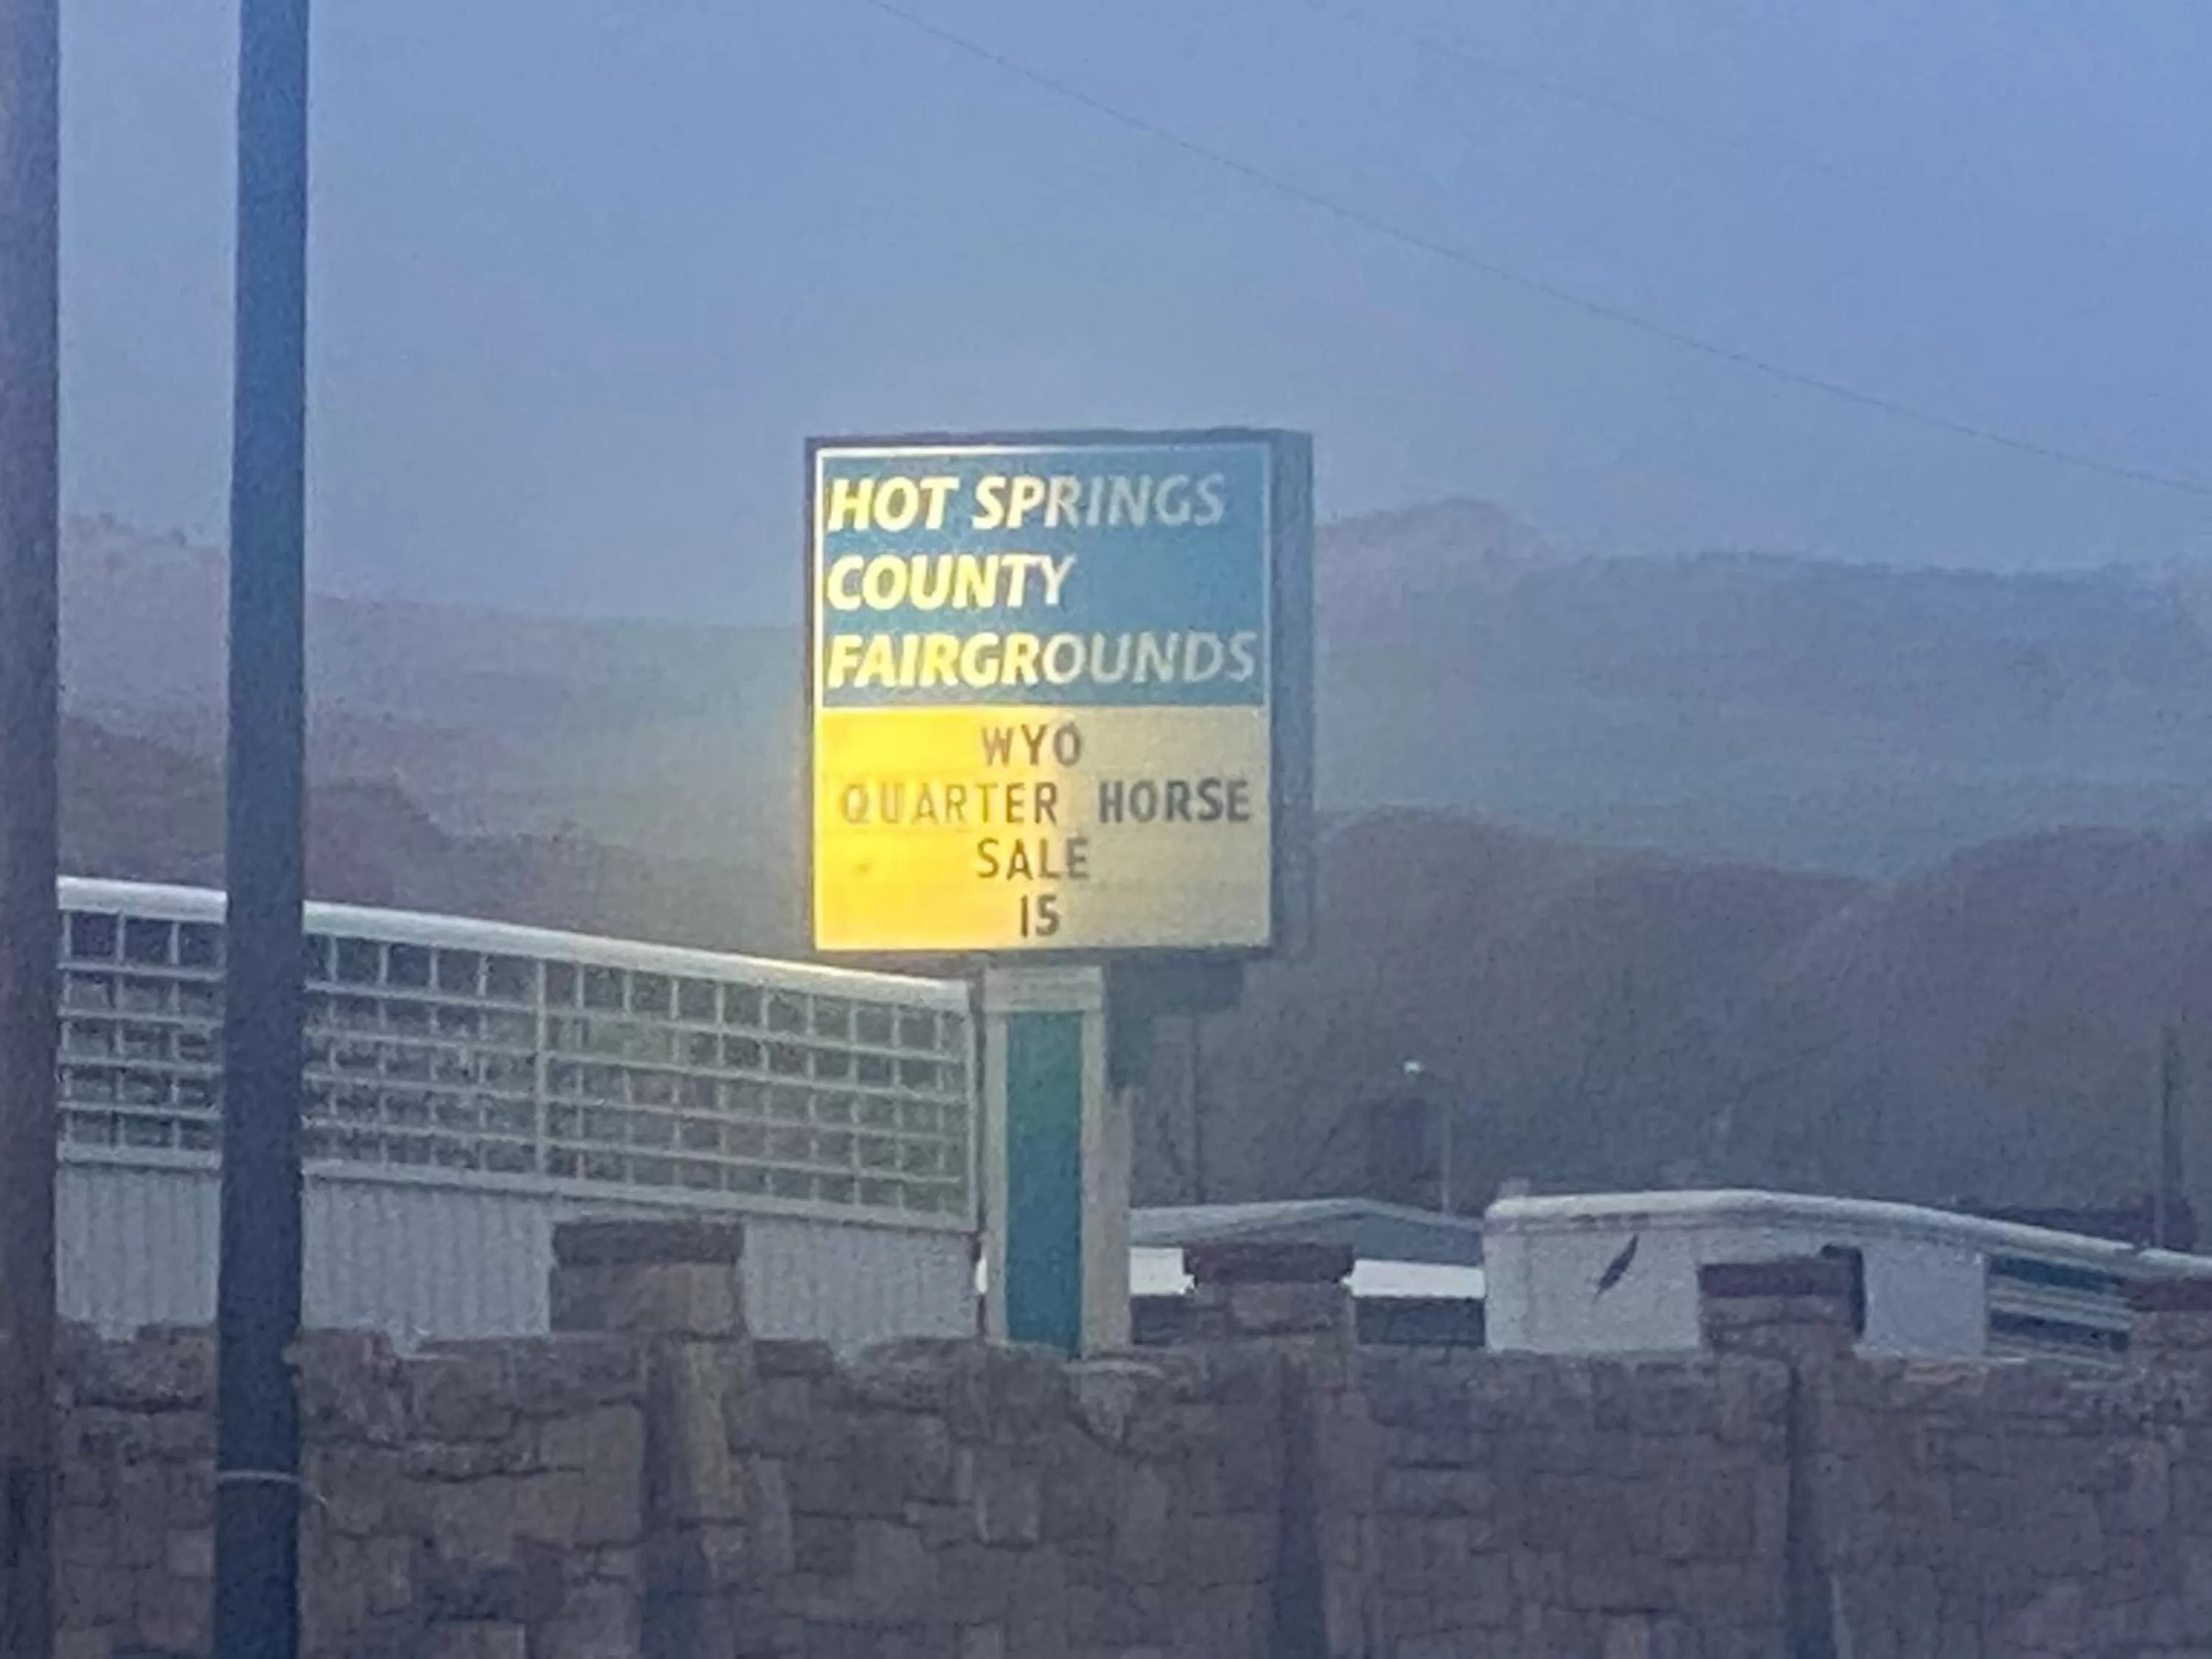 HOT SPRINGS
COUNTY
FAIRGROUNDS
WYO
QUARTER HORSE
SALE
15